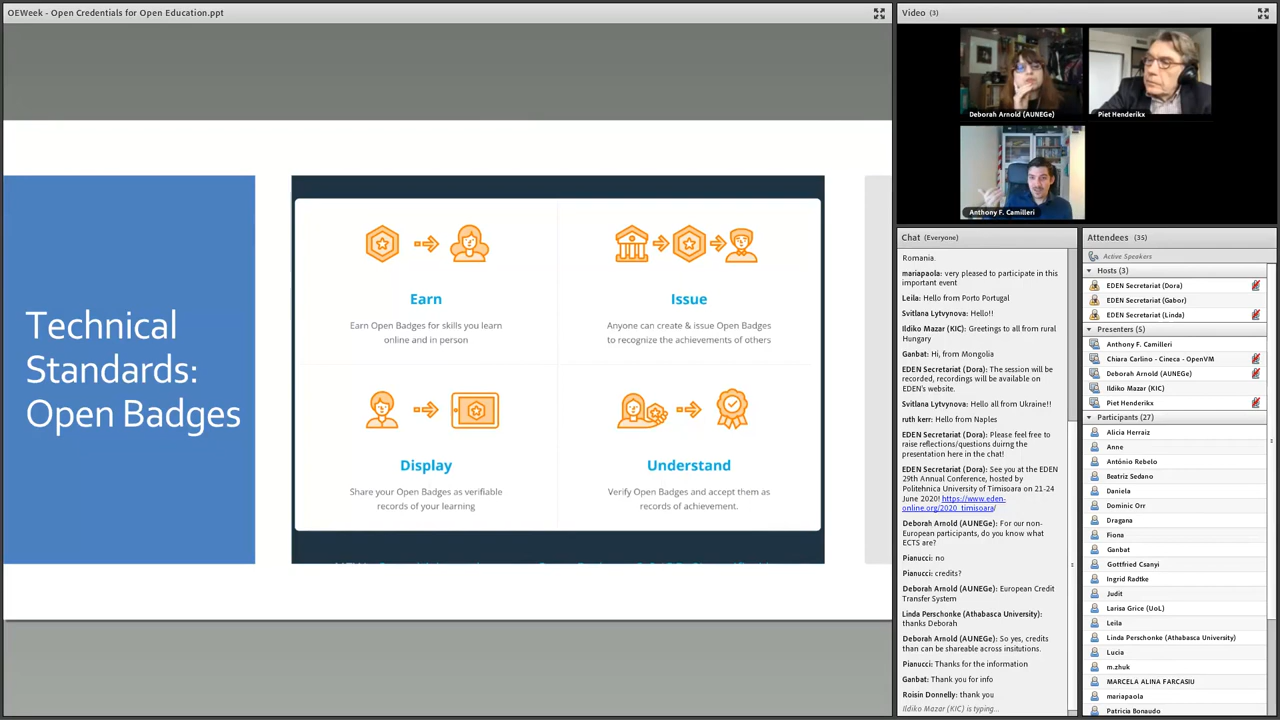 OEWeek - Open Credentials for Open Education.ppt
Technical
Standards:
Open Badges
Earn
Earn Open Badges for skills you learn
online and in person
Issue
Anyone can create & issue Open Badges
to recognize the achievements of others
Display
Share your Open Badges as verifiable
records of your learning
Understand
Verify Open Badges and accept them as
records of achievement.
Video (3)
Deborah Arnold (AUNEGe)
Piet Henderikx
Anthony F. Camilleri
Chat (Everyone)
Romania.
mariapaola: very pleased to participate in this
important event
Leila: Hello from Porto Portugal
Svitlana Lytvynova: Hello!!
Ildiko Mazar (KIC): Greetings to all from rural
Hungary
Ganbat: Hi, from Mongolia
EDEN Secretariat (Dora): The session will be
recorded, recordings will be available on
EDEN's website.
Svitlana Lytvynova: Hello all from Ukraine!!
ruth kerr: Hello from Naples
EDEN Secretariat (Dora): Please feel free to
raise reflections/questions duirng the
presentation here in the chat!
EDEN Secretariat (Dora): See you at the EDEN
29th Annual Conference, hosted by
Politehnica University of Timisoara on 21-24
June 2020! https://www.eden-
online.org/2020_timisoara/
Deborah Arnold (AUNEGe): For our non-
European participants, do you know what
ECTS are?
Pianucci: no
Pianucci: credits?
Deborah Arnold (AUNEGe): European Credit
Transfer System
Linda Perschonke (Athabasca University):
thanks Deborah
Deborah Arnold (AUNEGe): So yes, credits
than can be shareable across insitutions.
Pianucci: Thanks for the information
Ganbat: Thank you for info
Roisin Donnelly: thank you
Ildiko Mazar (KIC) is typing...
Attendees (35)
Active Speakers
Hosts (3)
EDEN Secretariat (Dora)
EDEN Secretariat (Gabor)
EDEN Secretariat (Linda)
Presenters (5)
Anthony F. Camilleri
Chiara Carlino - Cineca - OpenVM
Deborah Arnold (AUNEGe)
Ildiko Mazar (KIC)
Piet Henderikx
Participants (27)
Alicia Herraiz
Anne
António Rebelo
Beatriz Sedano
Daniela
Dominic Orr
Dragana
Fiona
Ganbat
Gottfried Csanyi
Ingrid Radtke
Judit
Larisa Grice (UoL)
Leila
Linda Perschonke (Athabasca University)
Lucia
m.zhuk
MARCELA ALINA FARCASIU
mariapaola
Patricia Bonaudo